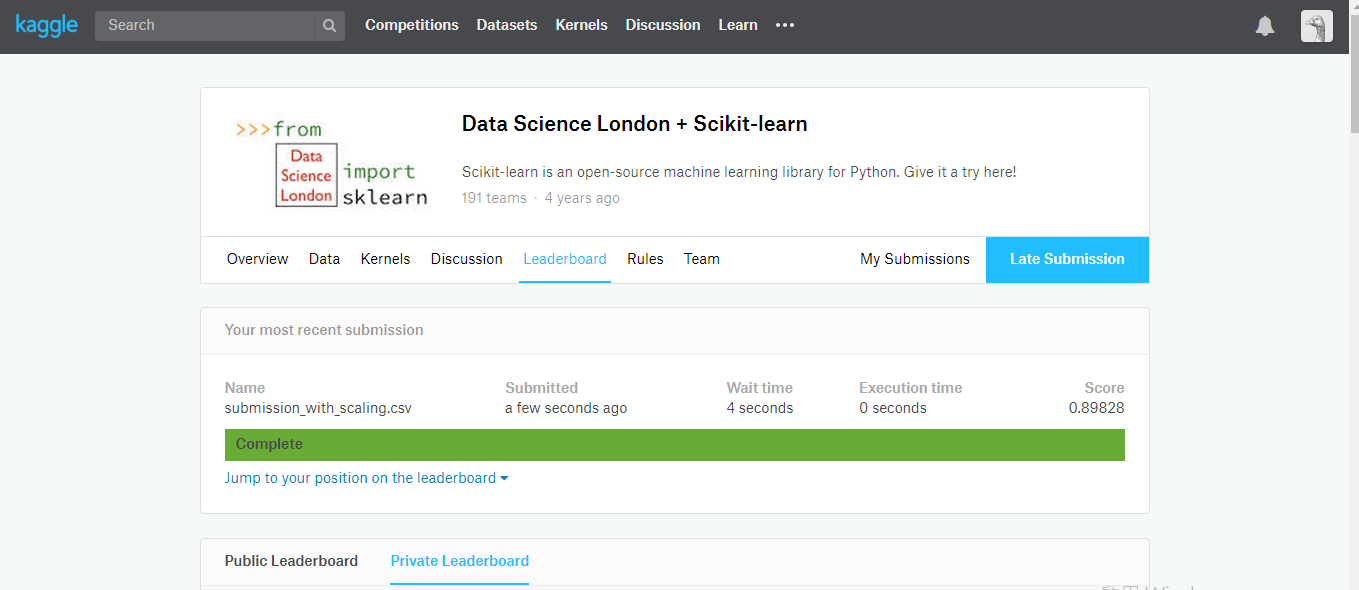 kaggle Search Competitions Datasets Kernels Discussion Learn
>>>from
Data
Science
London
import
sklearn
Data Science London + Scikit-learn
Scikit-learn is an open-source machine learning library for Python. Give it a try here!
191 teams · 4 years ago
Overview Data Kernels Discussion Leaderboard Rules Team My Submissions Late Submission
Your most recent submission
Name Submitted Wait time Execution time Score
submission_with_scaling.csv a few seconds ago 4 seconds 0 seconds 0.89828
Complete
Jump to your position on the leaderboard
Public Leaderboard Private Leaderboard